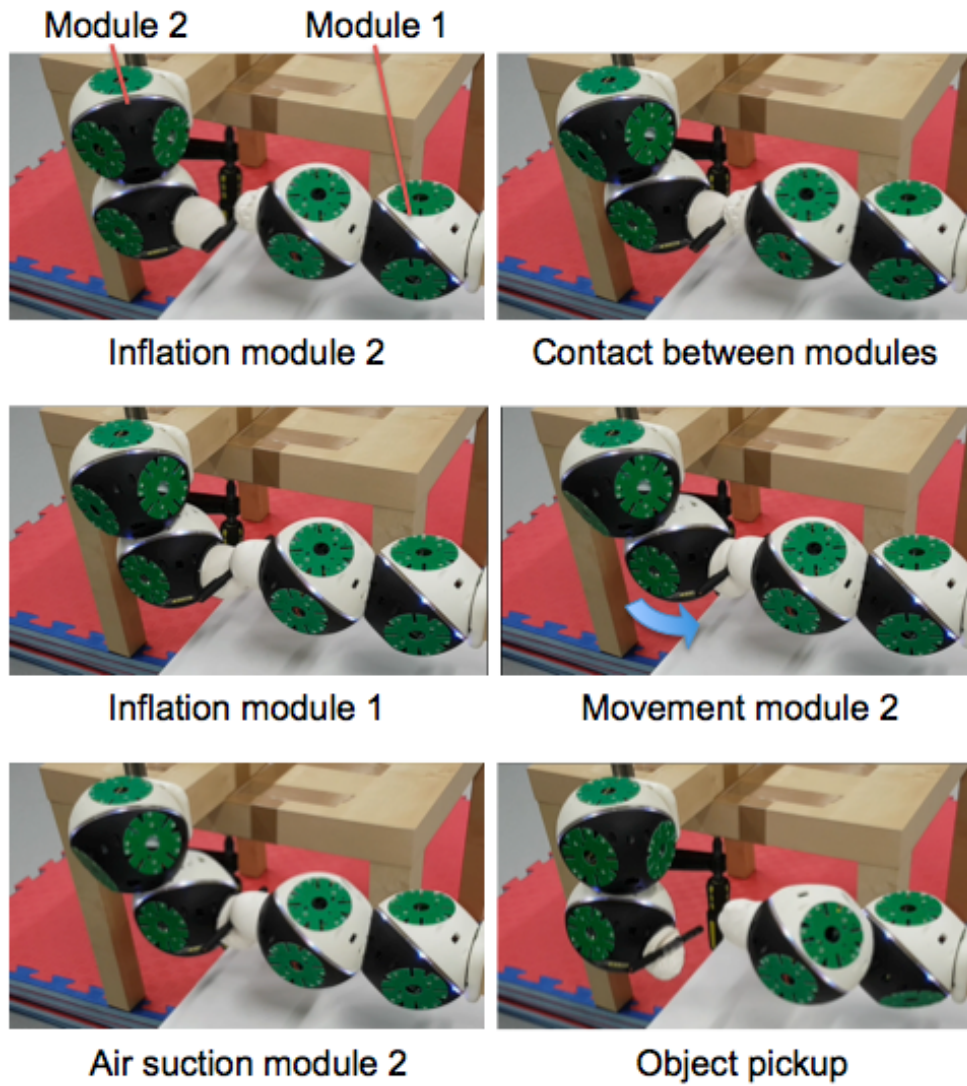 Module 2 Module 1
Inflation module 2 Contact between modules
Inflation module 1 Movement module 2
Air suction module 2 Object pickup